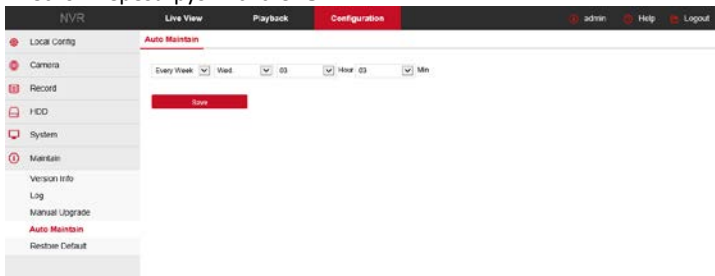 NVR Live View Playback Configuration admin Help Logout
Local Config
Camera
Record
HDD
System
Maintain
Version Info
Log
Manual Upgrade
Auto Maintain
Restore Default
Auto Maintain
Every Week Wed. 03 Hour 03 Min
Save